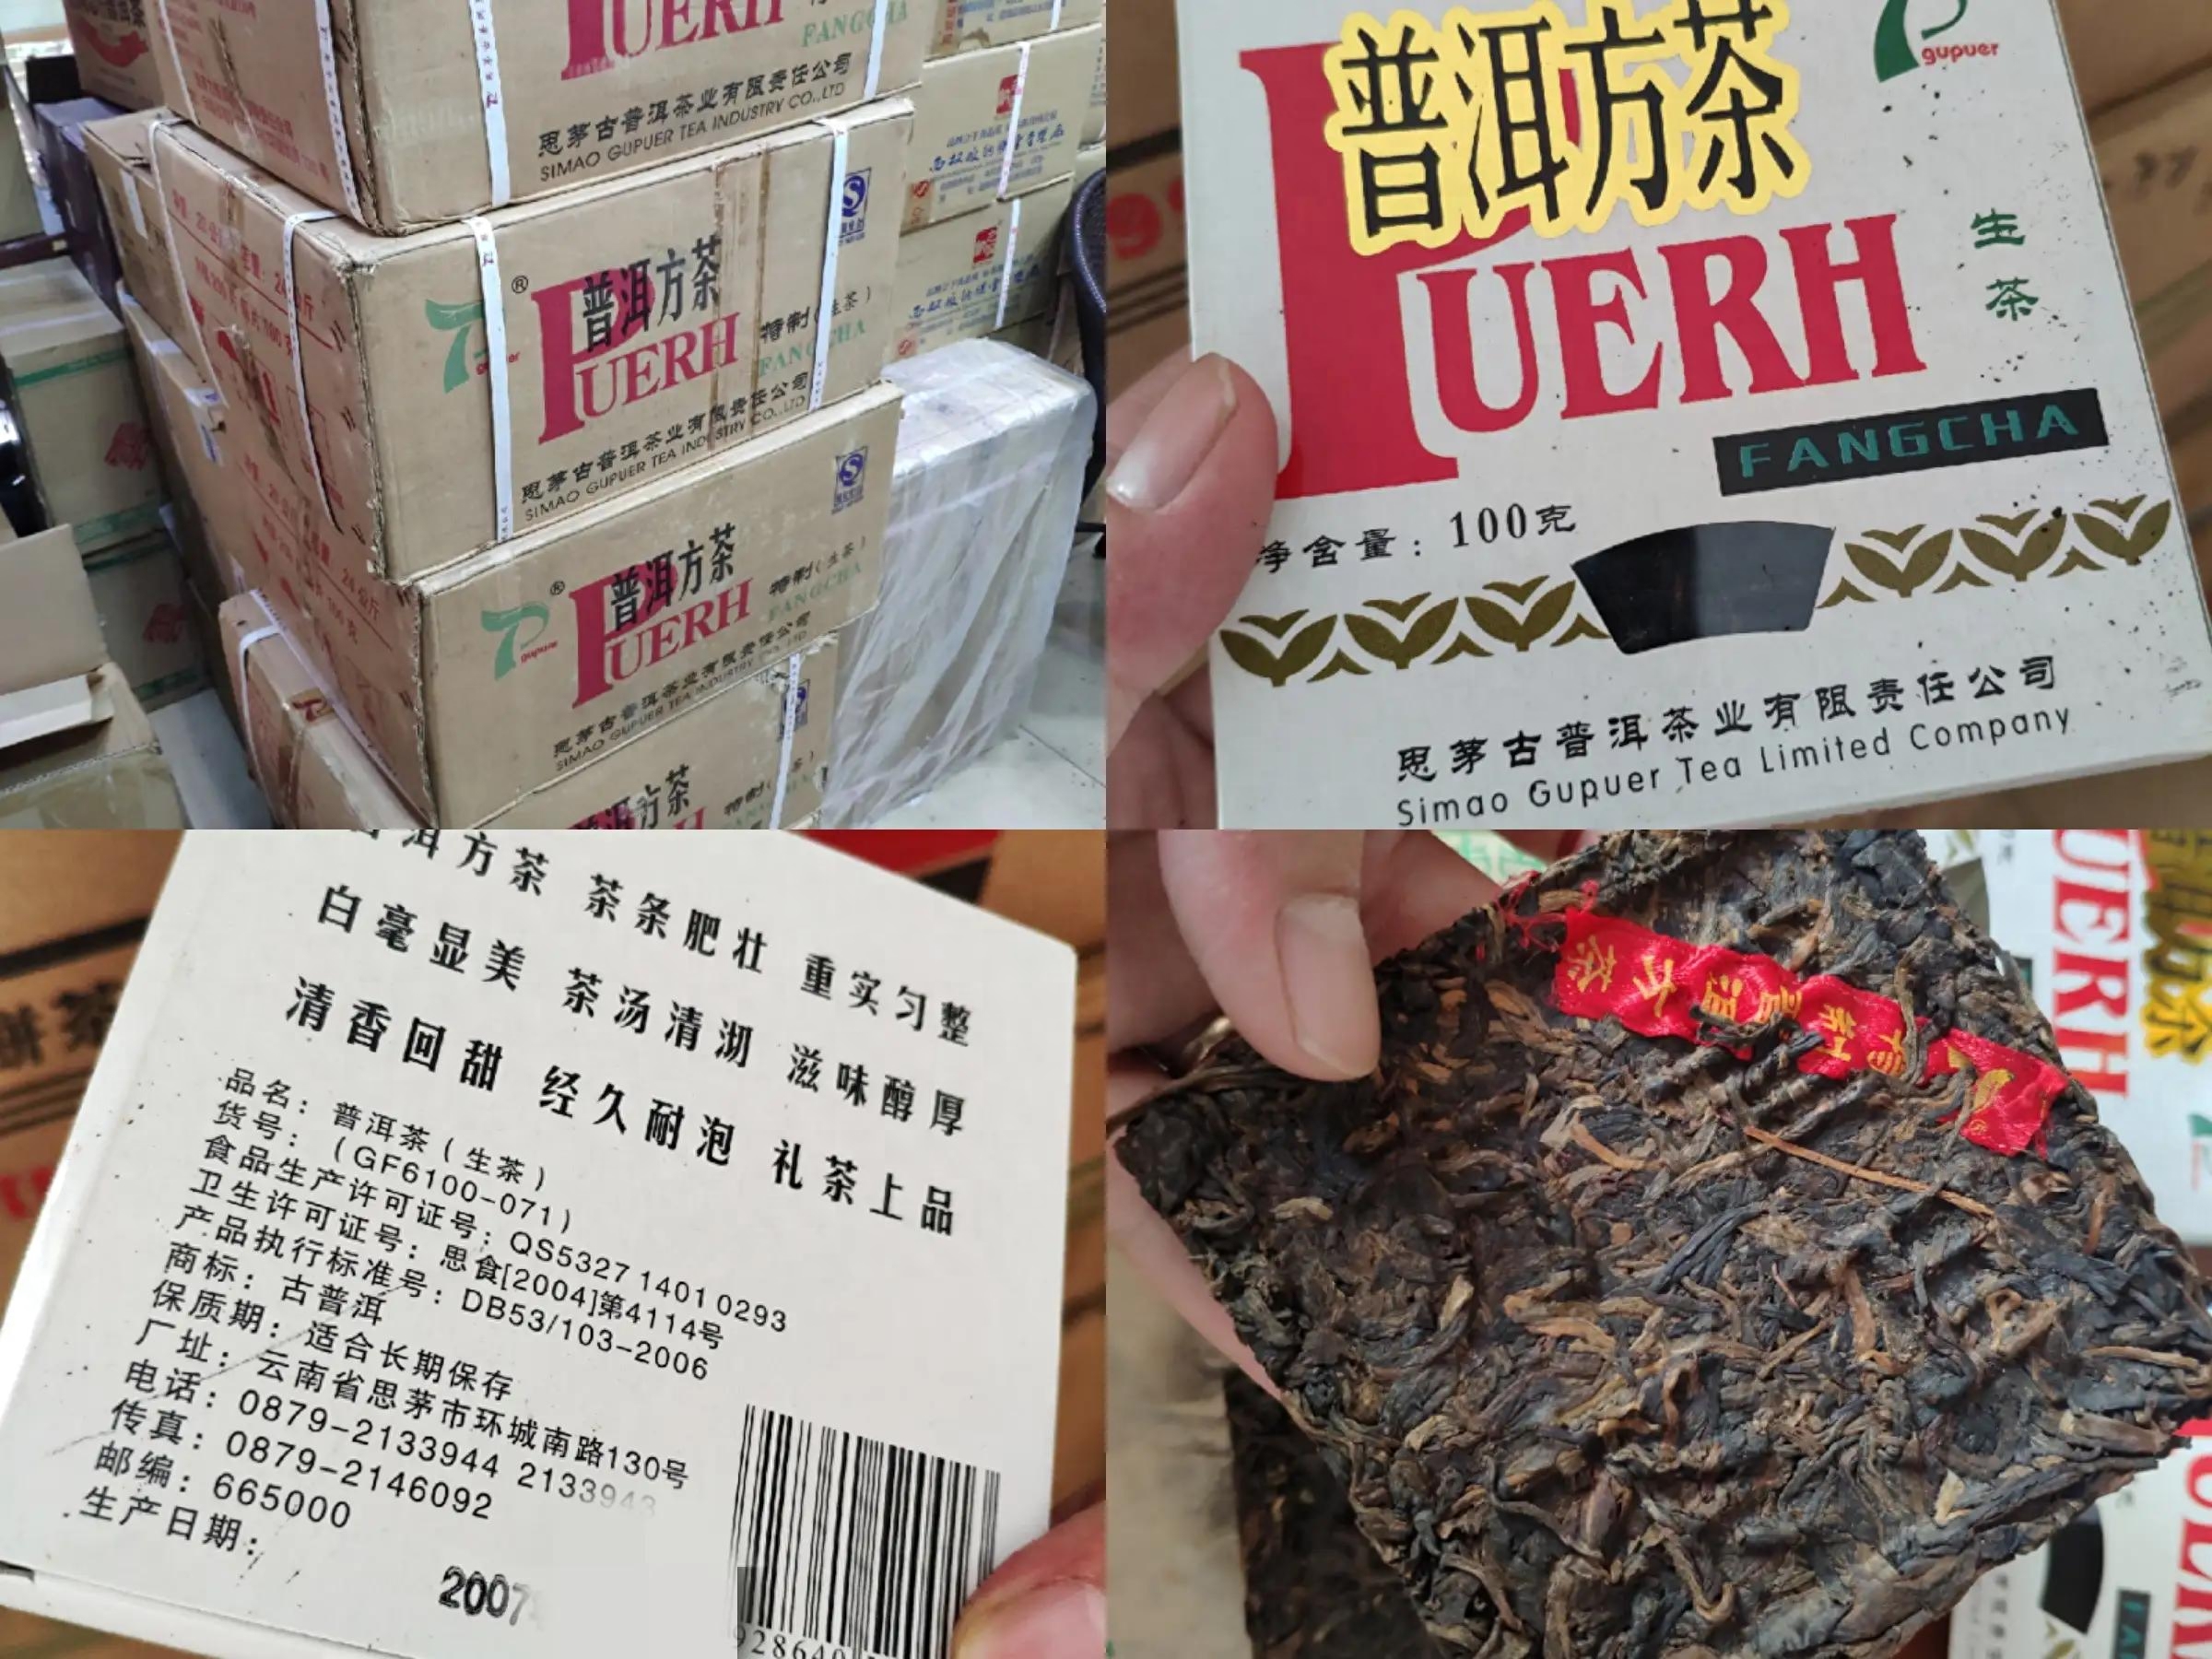 UERH
FANGCHA
思茅古普洱茶业有限责任公司
SIMAO GUPUER TEA INDUSTRY CO.,LTD
®
普洱方茶
PUERH
特制(生茶)
FANGCHA
思茅古普洱茶业有限责任公司
SIMAO GUPUER TEA INDUSTRY CO.,LTD
®
gupuer
普洱方茶
PUERH
特制(生茶)
FANGCHA
思茅古普洱茶业有限责任公司
SIMAO GUPUER TEA INDUSTRY CO.,LTD
普洱方茶
特制
普洱方茶
PUERH
gupuer
生茶
FANGCHA
净含量：100克
思茅古普洱茶业有限责任公司
Simao Gupuer Tea Limited Company
洱方茶 茶条肥壮 重实匀整
白毫显美 茶汤清沏 滋味醇厚
清香回甜 经久耐泡 礼茶上品
品名：普洱茶（生茶）
货号：（GF6100-071）
食品生产许可证号：QS5327 1401 0293
卫生许可证号：思食[2004]第4114号
产品执行标准号：DB53/103-2006
商标：古普洱
保质期：适合长期保存
厂址：云南省思茅市环城南路130号
电话：0879-2133944 2133943
传真：0879-2146092
邮编：665000
生产日期：
2007
928640
UERH